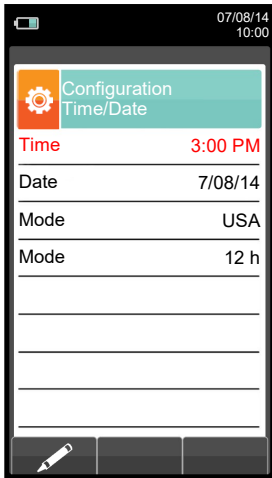 07/08/14
10:00
Configuration
Time/Date
Time 3:00 PM
Date 7/08/14
Mode USA
Mode 12 h